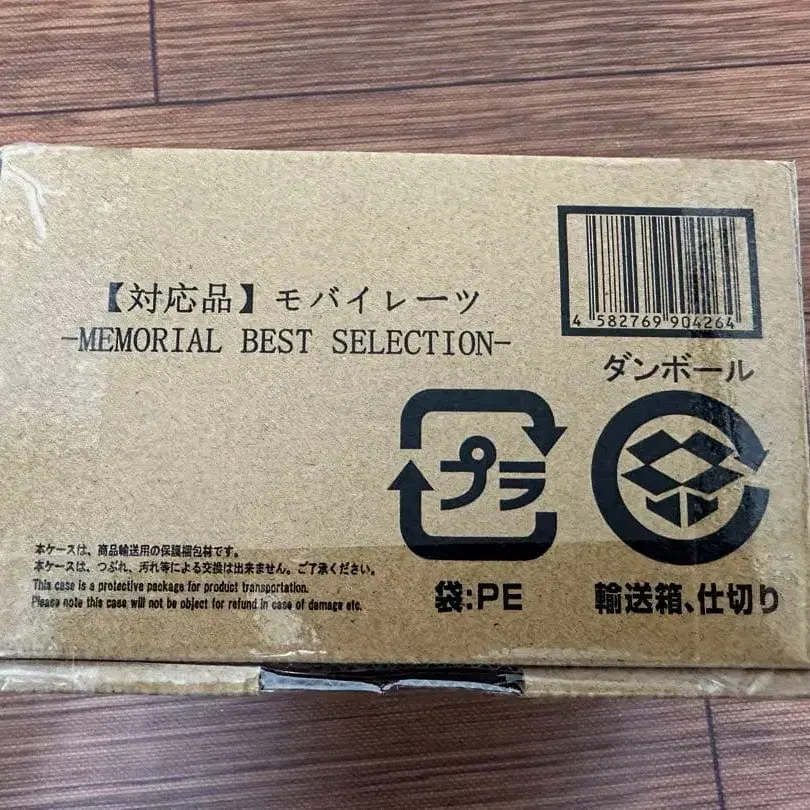 【対応品】モバイレーツ
-MEMORIAL BEST SELECTION-
4 582769 904264
ダンボール
プラ
袋:PE
輸送箱、仕切り
本ケースは、商品輸送用の保護梱包材です。
本ケースは、つぶれ、汚れ等による交換は出来ません。ご了承ください。
This case is a protective package for product transportation.
Please note this case will not be object for refund in case of damage etc.